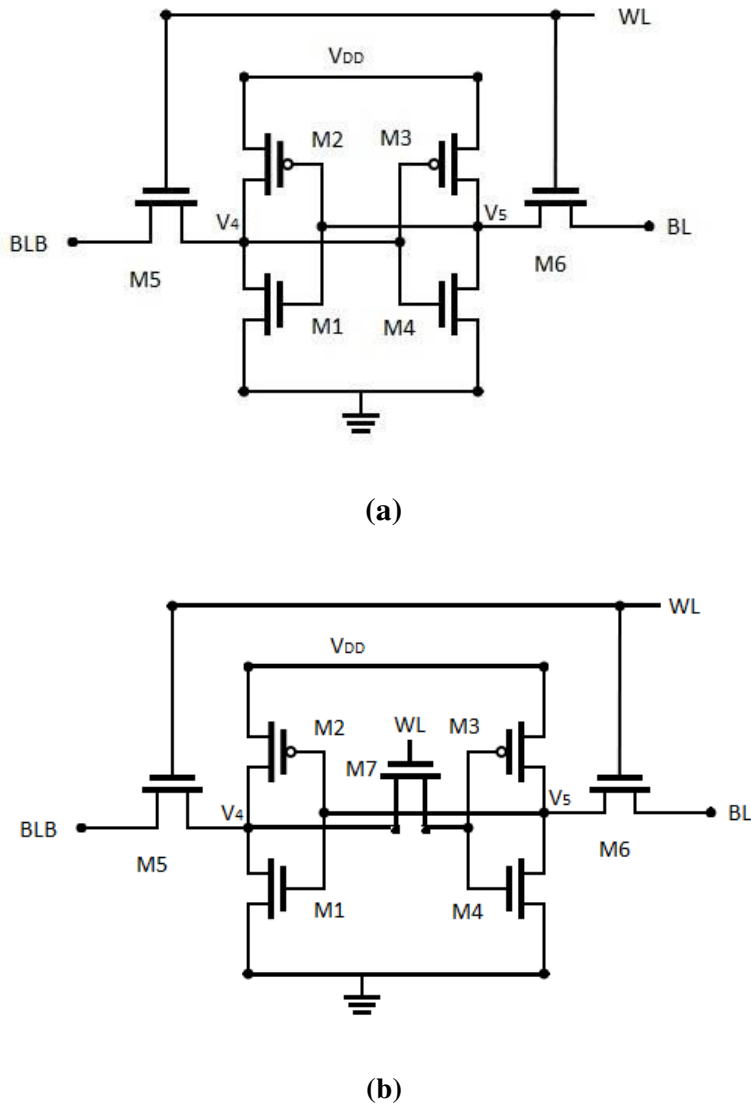 WL
VDD
M2 M3
V4 V5
BLB BL
M5 M6
M1 M4
(a)
WL
VDD
M2 WL M3
M7
V4 V5
BLB BL
M5 M6
M1 M4
(b)